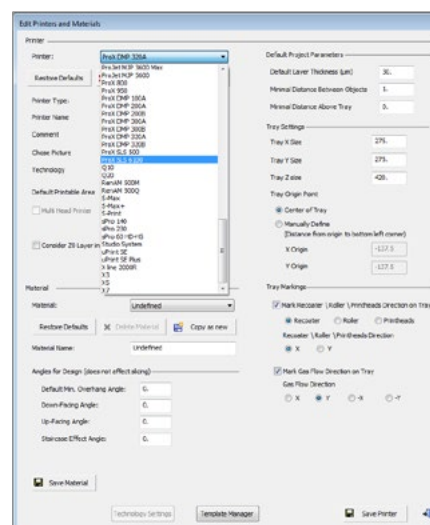 Edit Printers and Materials
Printer
Printer:
ProX DMP 320A
ProJet MJP 3600 Max
ProJet MJP 3600
ProX 800
ProX 950
ProX DMP 100A
ProX DMP 200A
ProX DMP 200B
ProX DMP 300A
ProX DMP 300B
ProX DMP 320A
ProX DMP 320B
ProX SLS 500
ProX SLS 6100
Q10
Q20
RenAM 500M
RenAM 500Q
S-Max
S-Max+
S-Print
sPro 140
sPro 230
sPro 60 HD-HS
Studio System
uPrint SE
uPrint SE Plus
X line 2000R
X3
X5
X7
Restore Defaults
Printer Type:
Printer Name
Comment
Chose Picture
Technology
Default Printable Area
Multi Head Printer
Consider Z0 Layer in
Material
Material:
Undefined
Restore Defaults
Delete Material
Copy as new
Material Name:
Undefined
Angles for Design (does not affect slicing)
Default Min. Overhang Angle:
0.
Down-Facing Angle:
0.
Up-Facing Angle:
0.
Staircase Effect Angle:
0.
Save Material
Technology Settings
Template Manager
Default Project Parameters
Default Layer Thickness (μm)
30.
Minimal Distance Between Objects
1.
Minimal Distance Above Tray
0.
Tray Settings
Tray X Size
275.
Tray Y Size
275.
Tray Z size
420.
Tray Origin Point
Center of Tray
Manually Define
(Distance from origin to bottom left corner)
X Origin
-137.5
Y Origin
-137.5
Tray Markings
Mark Recoater \ Roller \ Printheads Direction on Tray
Recoater
Roller
Printheads
Recoater \ Roller \ Printheads Direction
X
Y
Mark Gas Flow Direction on Tray
Gas Flow Direction
X
Y
-X
-Y
Save Printer